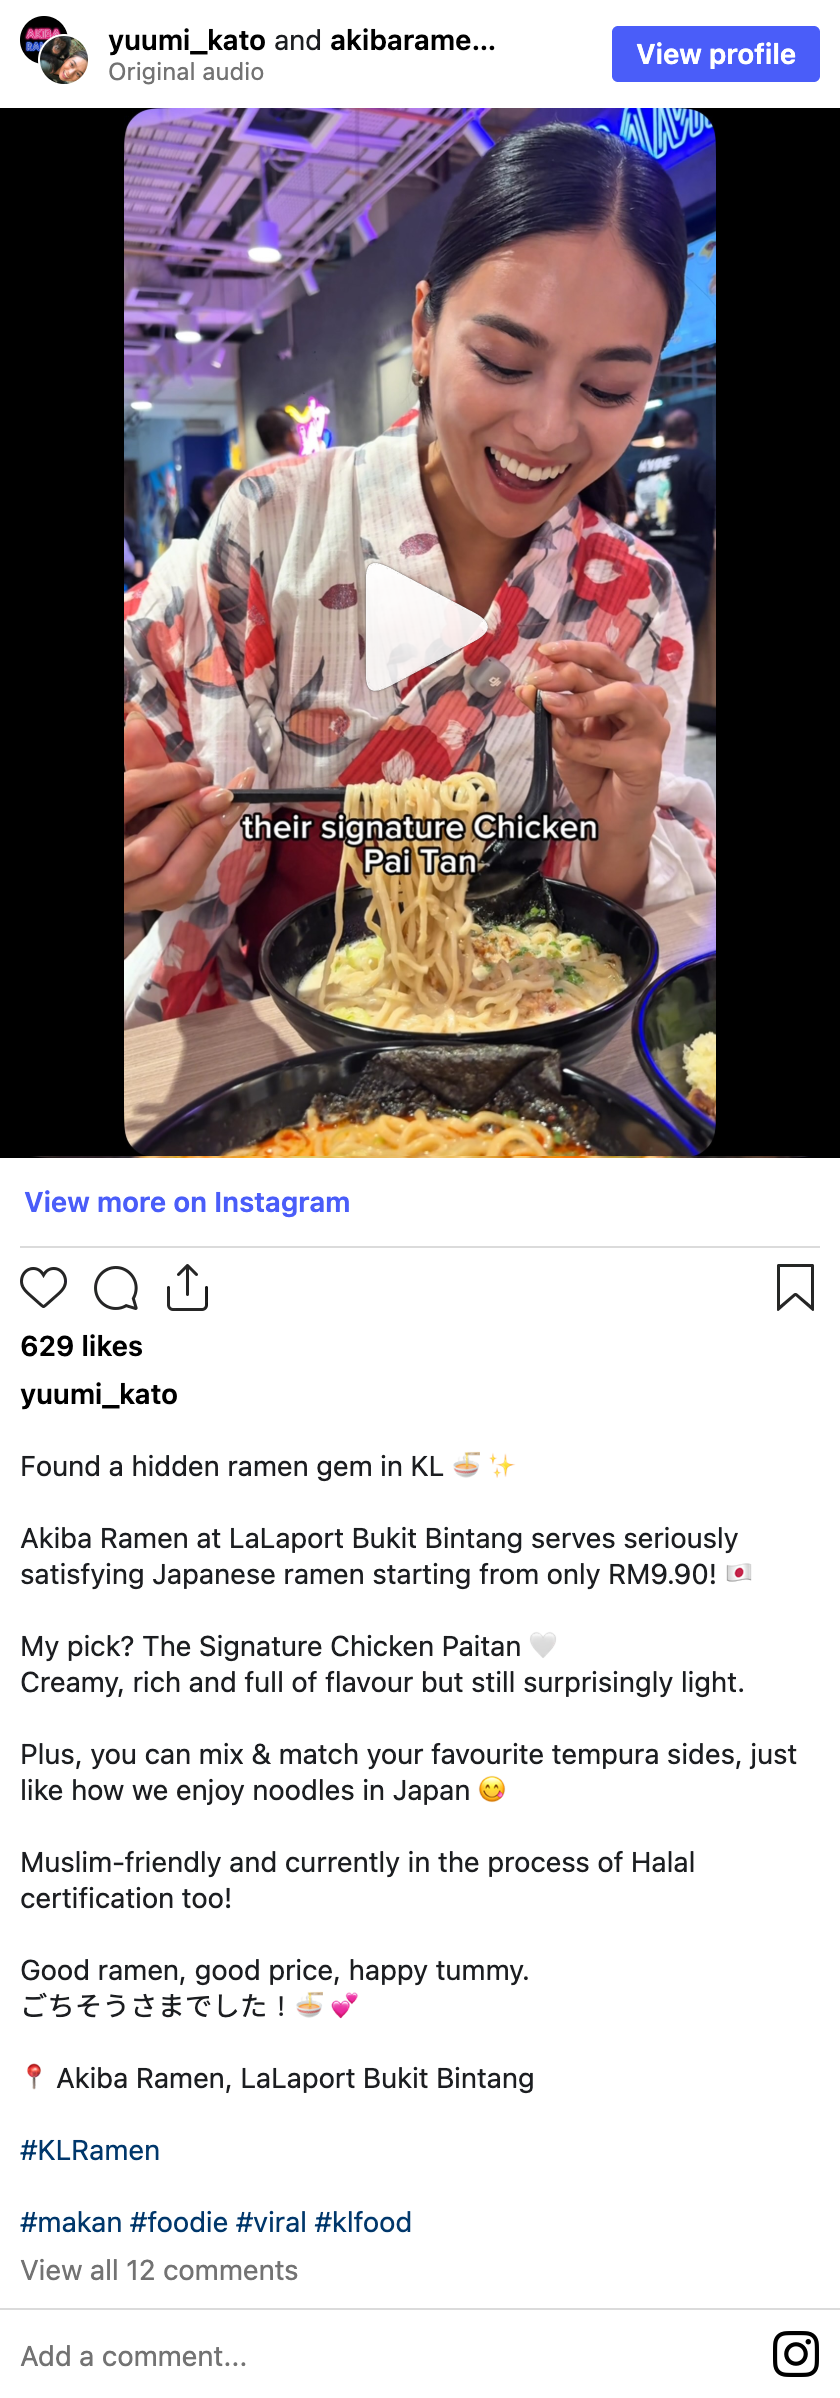 AKIBA
RA
yuumi_kato and akibarame...
Original audio
View profile
HYPE
their signature Chicken
Pai Tan
View more on Instagram
629 likes
yuumi_kato
Found a hidden ramen gem in KL 🍜 ✨
Akiba Ramen at LaLaport Bukit Bintang serves seriously
satisfying Japanese ramen starting from only RM9.90! 🇯🇵
My pick? The Signature Chicken Paitan 🤍
Creamy, rich and full of flavour but still surprisingly light.
Plus, you can mix & match your favourite tempura sides, just
like how we enjoy noodles in Japan 😋
Muslim-friendly and currently in the process of Halal
certification too!
Good ramen, good price, happy tummy.
ごちそうさまでした！🍜 💕
📍 Akiba Ramen, LaLaport Bukit Bintang
#KLRamen
#makan #foodie #viral #klfood
View all 12 comments
Add a comment...